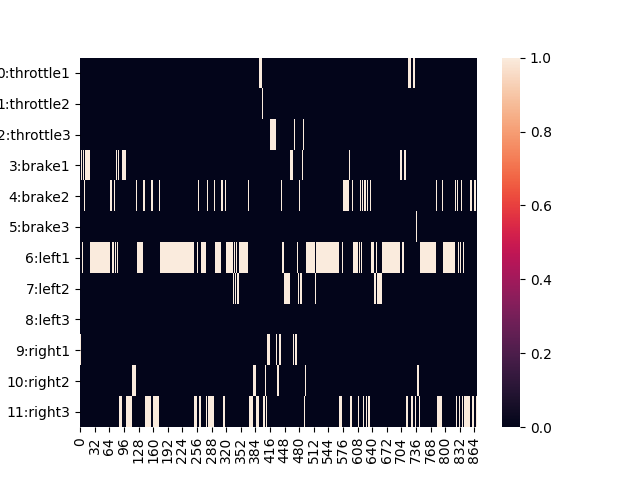 0:throttle1
1:throttle2
2:throttle3
3:brake1
4:brake2
5:brake3
6:left1
7:left2
8:left3
9:right1
10:right2
11:right3
0 32 64 96 128 160 192 224 256 288 320 352 384 416 448 480 512 544 576 608 640 672 704 736 768 800 832 864
1.0
0.8
0.6
0.4
0.2
0.0